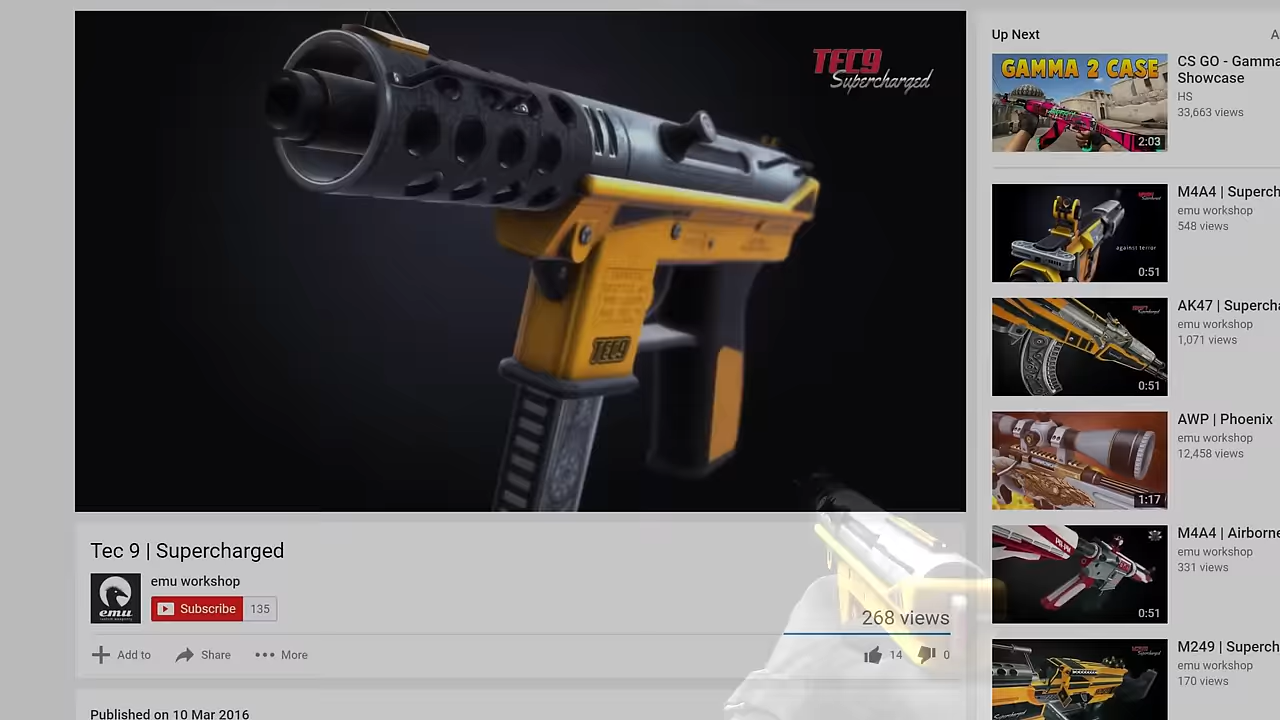 TEC9
Supercharged
TEC9
Tec 9 | Supercharged
emu workshop
emu
Subscribe 135
268 views
Add to Share More
14 0
Published on 10 Mar 2016
Up Next
A
GAMMA 2 CASE
2:03
CS GO - Gamma
Showcase
HS
33,663 views
against terror
0:51
M4A4 | Superch
emu workshop
548 views
0:51
AK47 | Supercha
emu workshop
1,071 views
1:17
AWP | Phoenix
emu workshop
12,458 views
0:51
M4A4 | Airborne
emu workshop
331 views
M249 | Superch
emu workshop
170 views